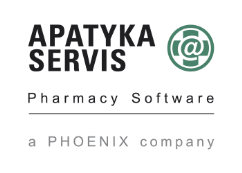 APATYKA
SERVIS
@
Pharmacy Software
a PHOENIX company